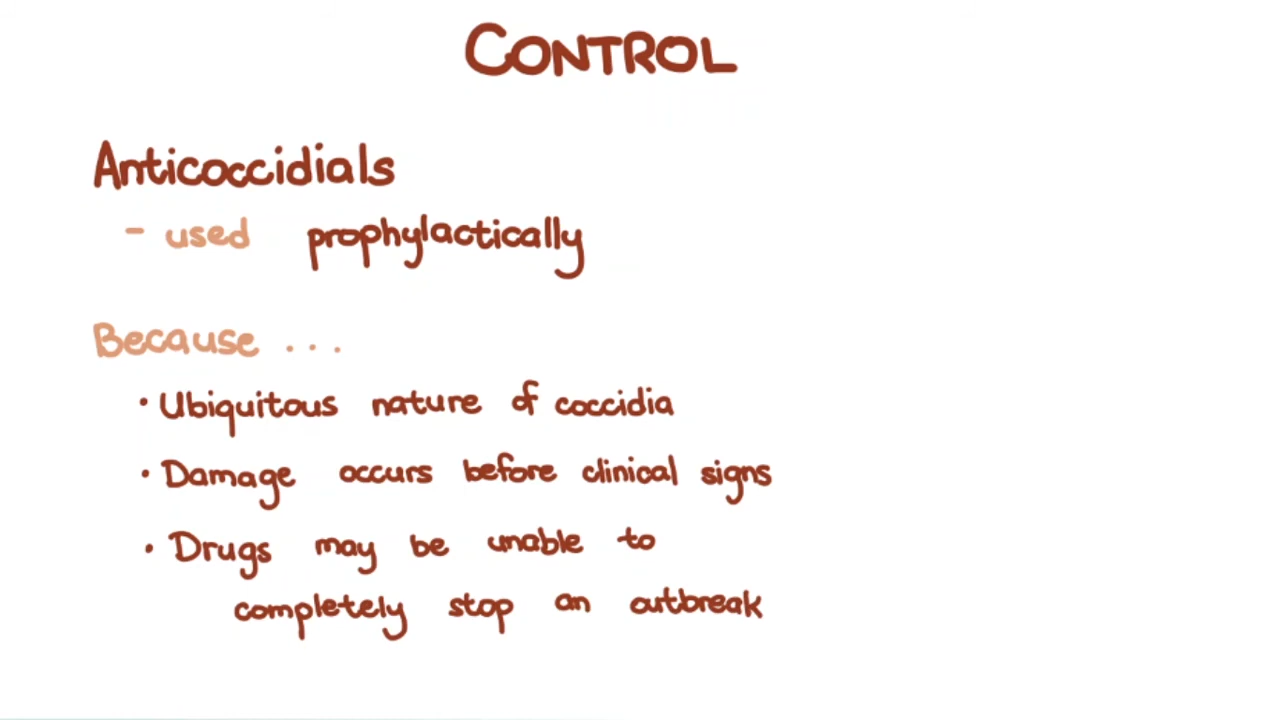 CONTROL
Anticoccidials
- used prophylactically
Because ...
• Ubiquitous nature of coccidia
• Damage occurs before clinical signs
• Drugs may be unable to
completely stop an outbreak